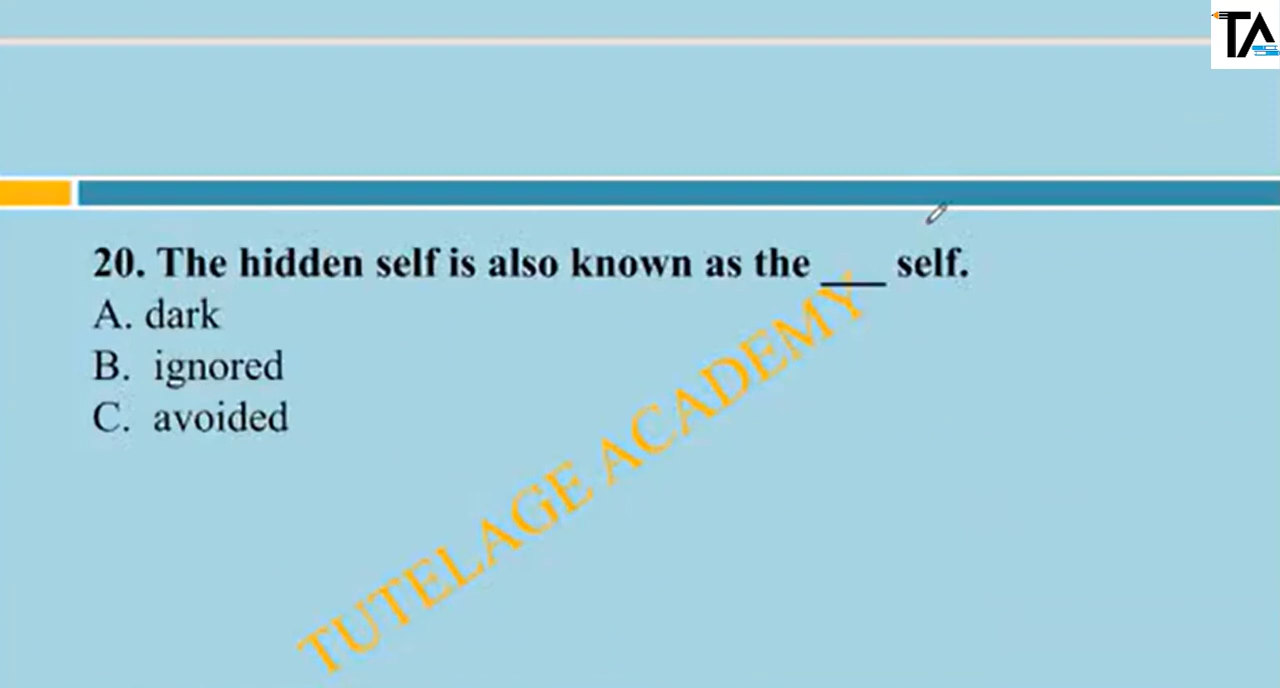 TA
20. The hidden self is also known as the ___ self.
A. dark
B. ignored
C. avoided
TUTELAGE ACADEMY